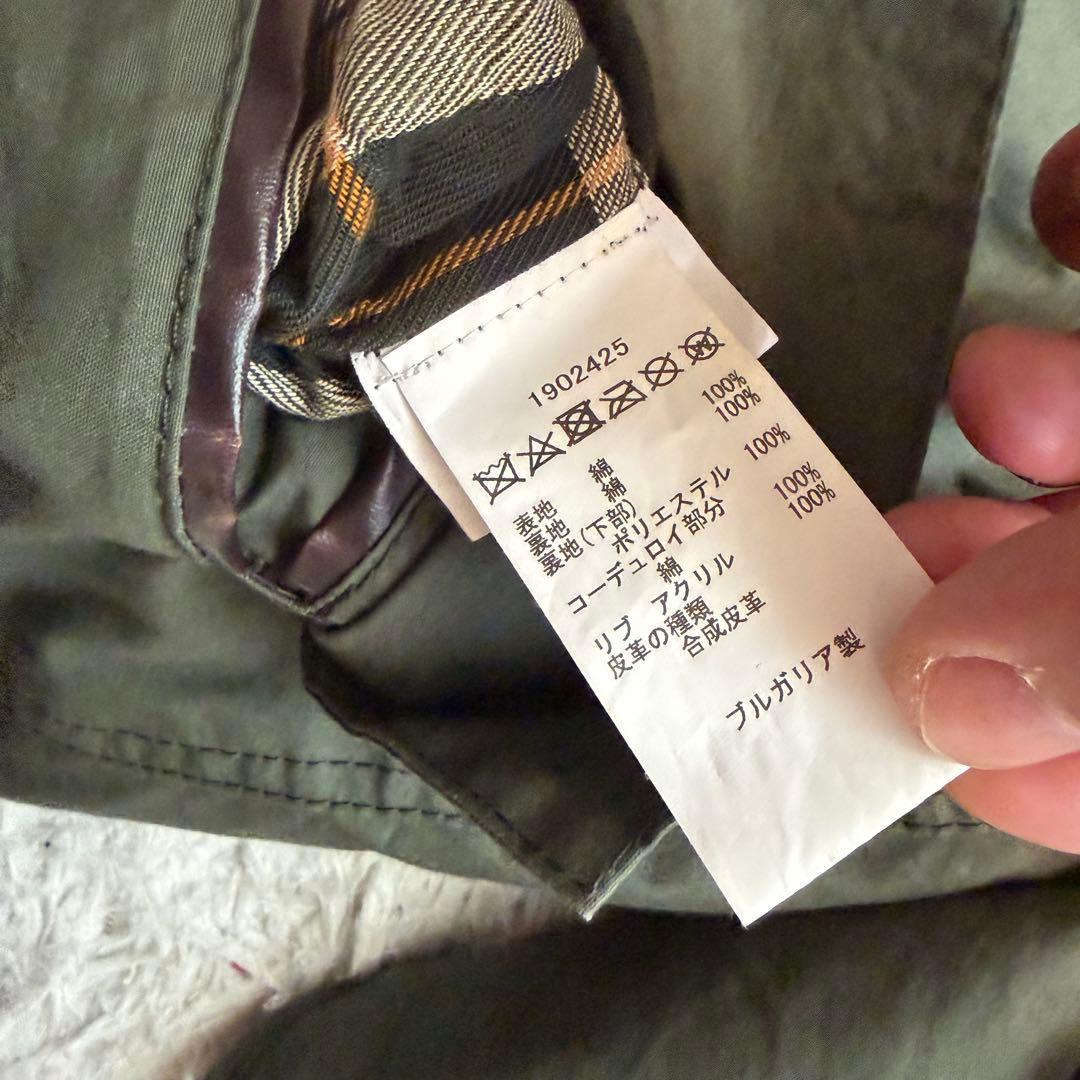 1902425
表地 綿 100%
裏地 綿 100%
裏地(下部)
ポリエステル 100%
コーデュロイ部分
綿 100%
リブ アクリル 100%
皮革の種類
合成皮革
ブルガリア製